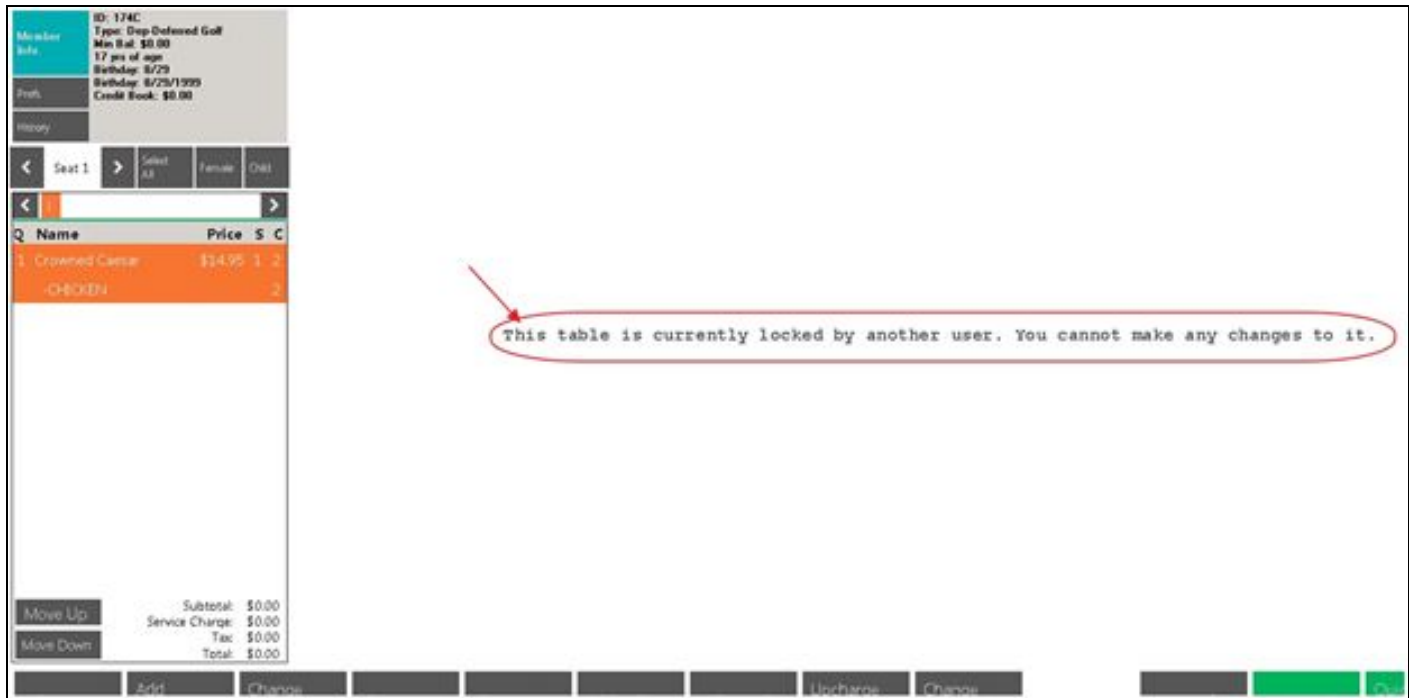 Member
Info
ID: 174C
Type: Dep-Deferred Golf
Min Bal: $0.00
17 yrs of age
Birthday: 8/29
Birthday: 8/29/1999
Credit Book: $0.00
Prefs
History
Seat 1
Select
All
Female
Child
1
Q Name Price S C
1 Crowned Caesar $14.95 1 2
-CHICKEN 2
This table is currently locked by another user. You cannot make any changes to it.
Move Up
Move Down
Subtotal: $0.00
Service Charge: $0.00
Tax: $0.00
Total: $0.00
Add
Change
Upcharge
Change